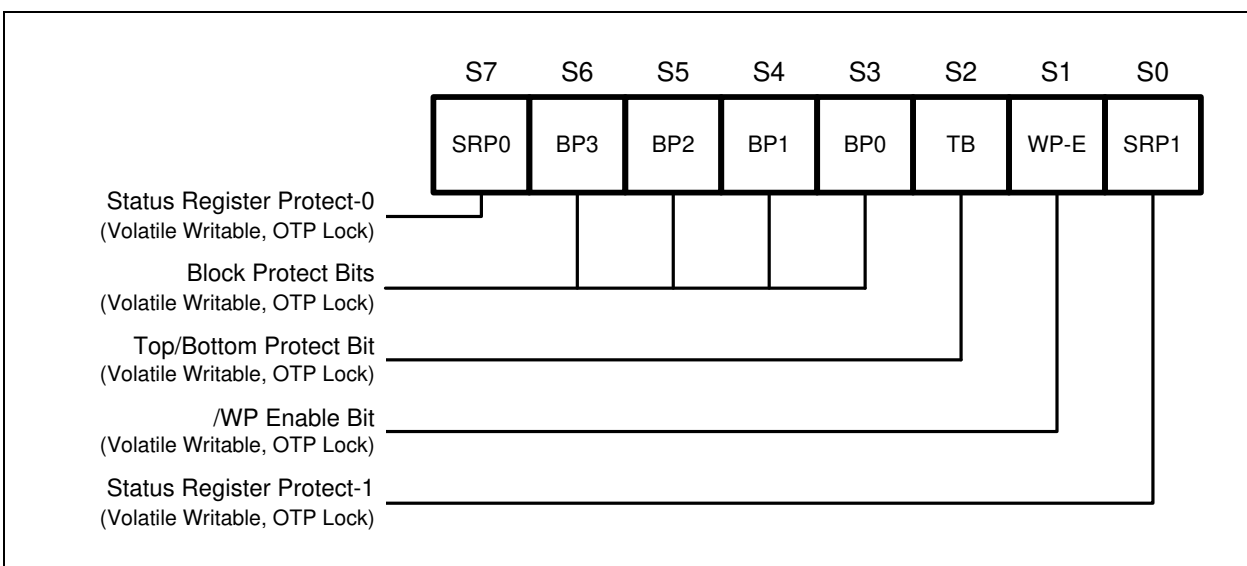 S7 S6 S5 S4 S3 S2 S1 S0
SRP0 BP3 BP2 BP1 BP0 TB WP-E SRP1
Status Register Protect-0
(Volatile Writable, OTP Lock)
Block Protect Bits
(Volatile Writable, OTP Lock)
Top/Bottom Protect Bit
(Volatile Writable, OTP Lock)
/WP Enable Bit
(Volatile Writable, OTP Lock)
Status Register Protect-1
(Volatile Writable, OTP Lock)